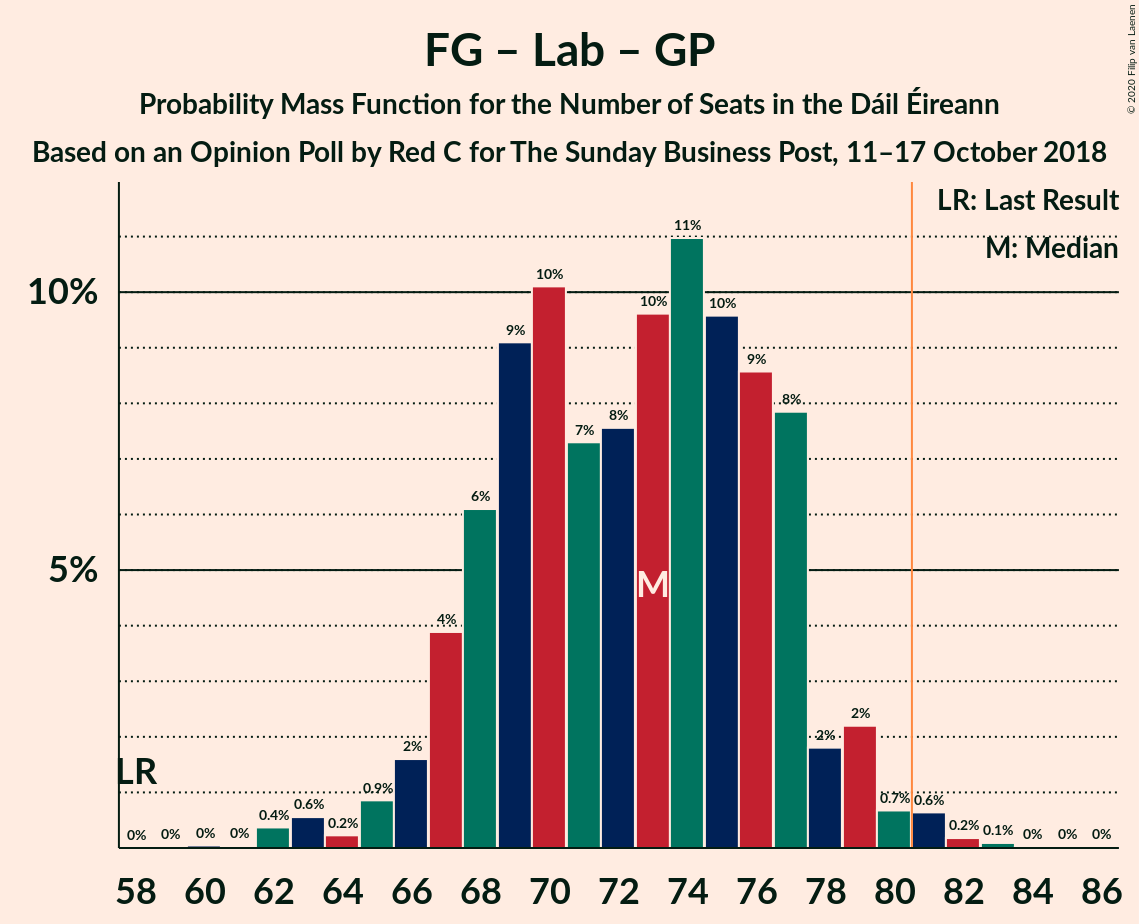 FG – Lab – GP
Probability Mass Function for the Number of Seats in the Dáil Éireann
Based on an Opinion Poll by Red C for The Sunday Business Post, 11–17 October 2018
© 2020 Filip van Laenen
LR: Last Result
M: Median
10%
5%
LR
M
0% 0% 0% 0% 0.4% 0.6% 0.2% 0.9% 2% 4% 6% 9% 10% 7% 8% 10% 11% 10% 9% 8% 2% 2% 0.7% 0.6% 0.2% 0.1% 0% 0% 0%
58 60 62 64 66 68 70 72 74 76 78 80 82 84 86